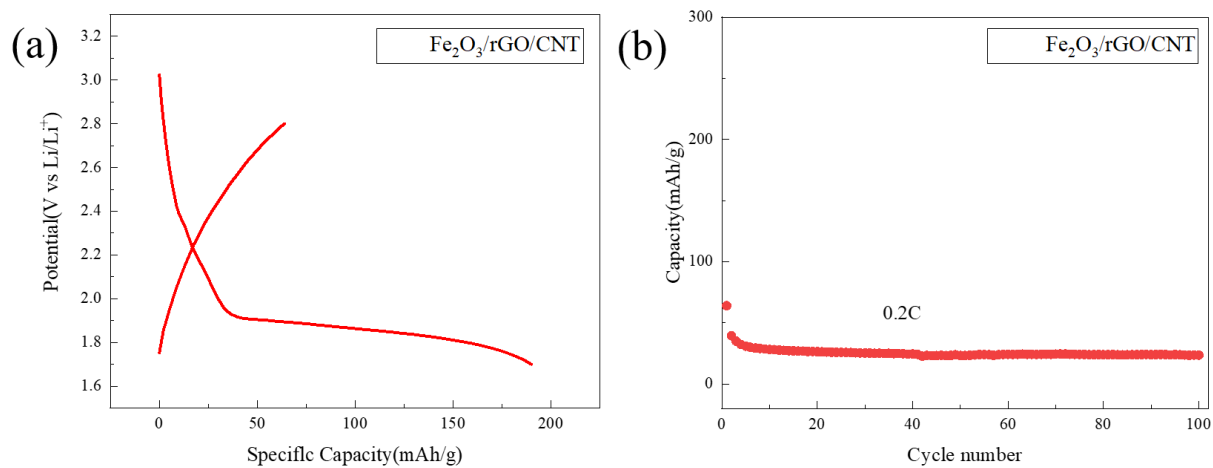 (a)
Fe₂O₃/rGO/CNT
3.2
3.0
2.8
2.6
2.4
2.2
2.0
1.8
1.6
Potential(V vs Li/Li⁺)
0
50
100
150
200
Speciflc Capacity(mAh/g)
(b)
Fe₂O₃/rGO/CNT
300
200
100
0
Capacity(mAh/g)
0.2C
0
20
40
60
80
100
Cycle number